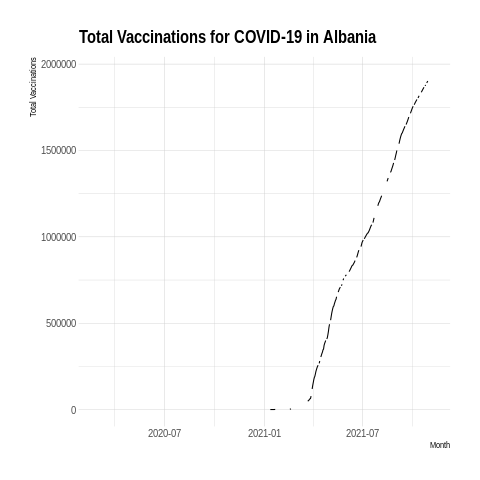 Total Vaccinations for COVID-19 in Albania
Total Vaccinations
2000000
1500000
1000000
500000
0
2020-07 2021-01 2021-07
Month